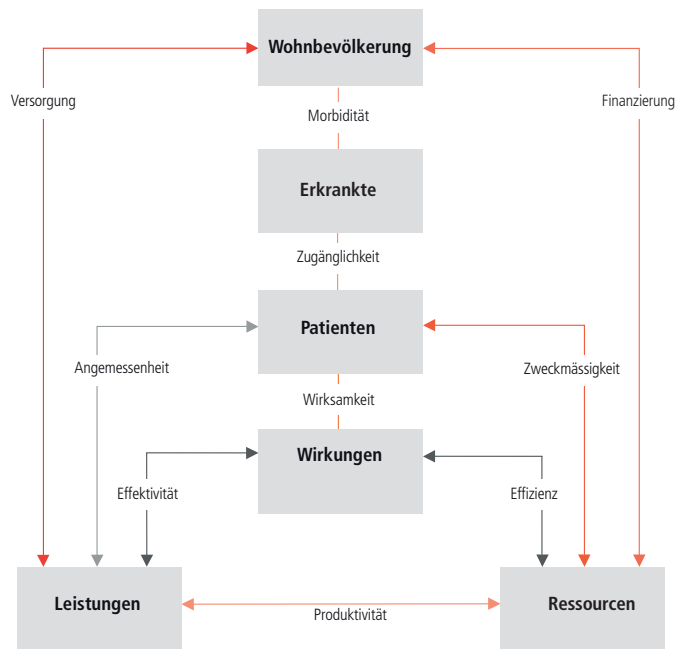 Wohnbevölkerung
Versorgung
Finanzierung
Morbidität
Erkrankte
Zugänglichkeit
Patienten
Angemessenheit
Zweckmässigkeit
Wirksamkeit
Wirkungen
Effektivität
Effizienz
Leistungen
Ressourcen
Produktivität